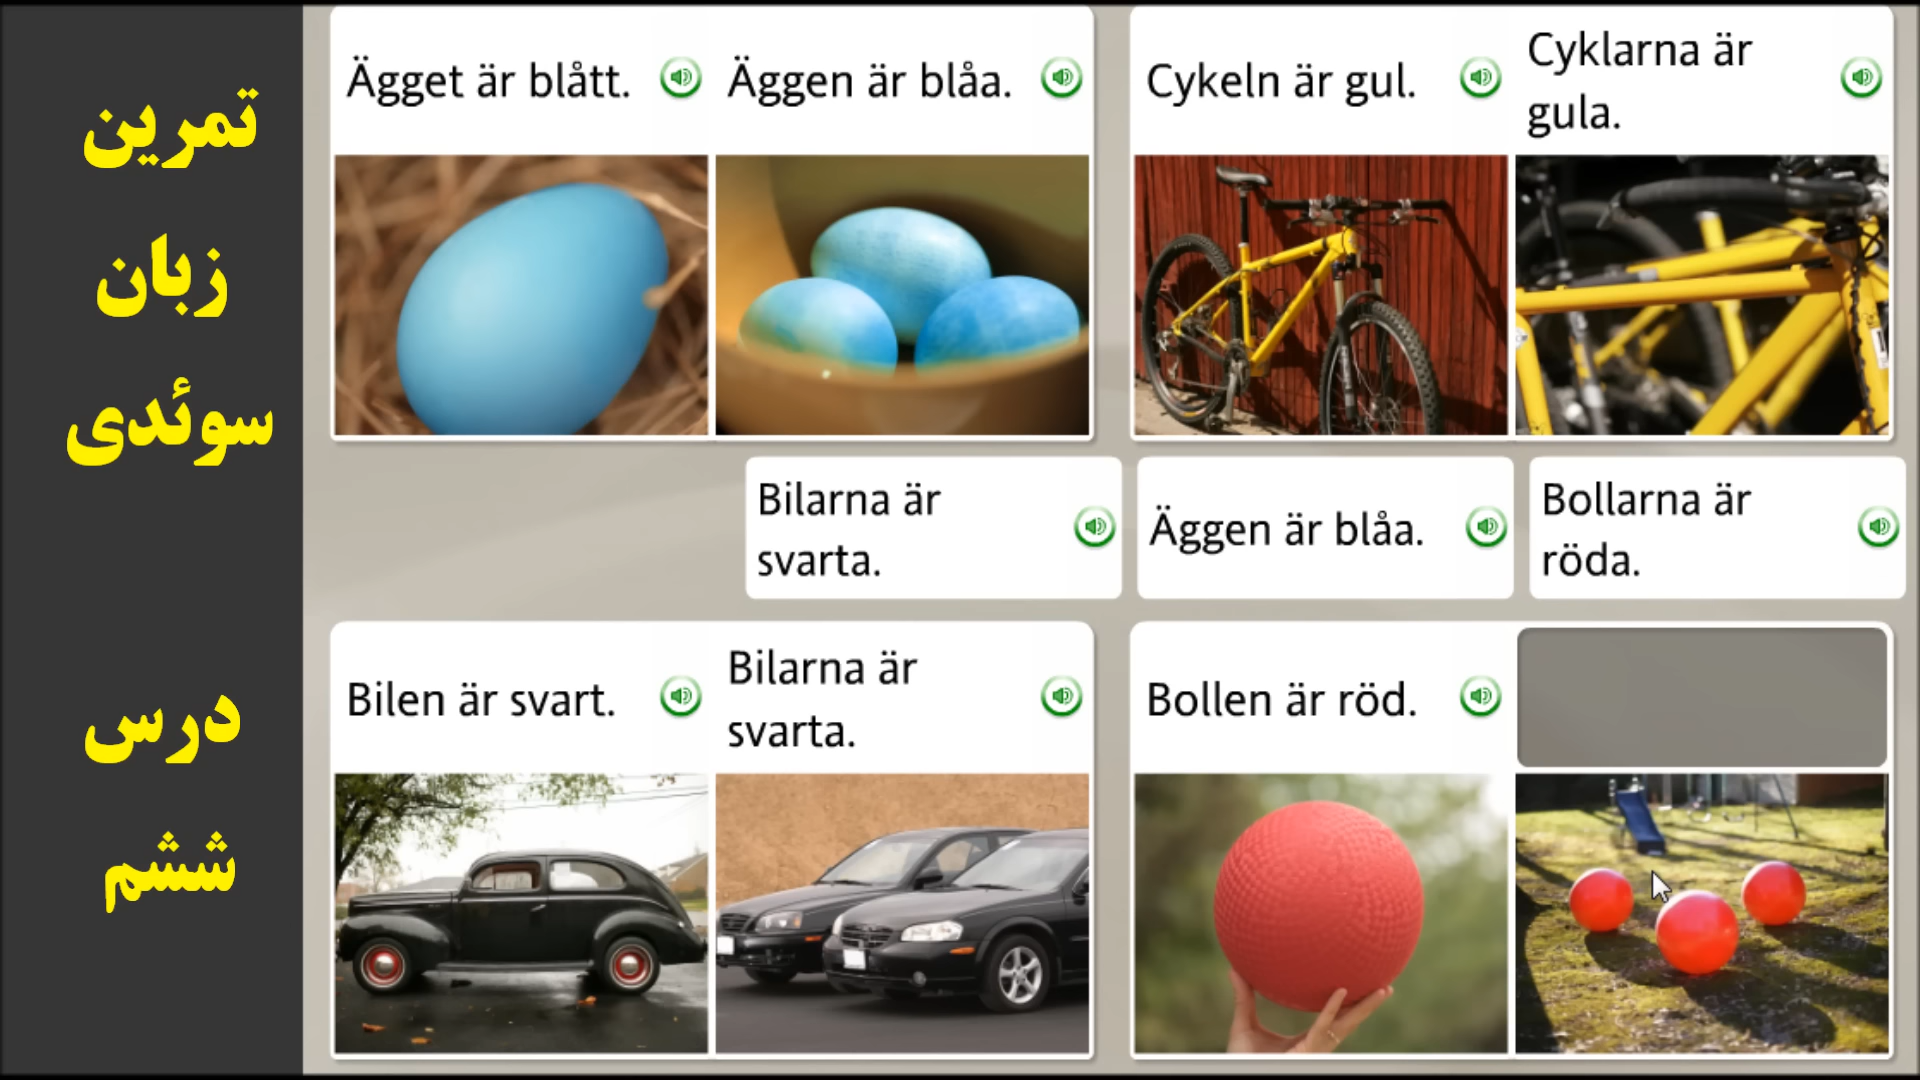 تمرین
زبان
سوئدی
درس
ششم
Ägget är blått.
Äggen är blåa.
Cykeln är gul.
Cyklarna är
gula.
Bilarna är
svarta.
Äggen är blåa.
Bollarna är
röda.
Bilen är svart.
Bilarna är
svarta.
Bollen är röd.